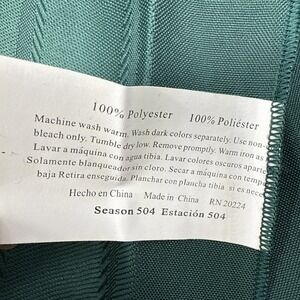 100% Polyester 100% Poliéster
Machine wash warm. Wash dark colors separately. Use non-
bleach only. Tumble dry low. Remove promptly. Warm iron as
Lavar a máquina con agua tibia. Lavar colores oscuros aparte
Solamente blanqueador sin cloro. Secar a máquina con temp
baja Retira enseguida. Planchar con plancha tibia si es nece
Hecho en China Made in China RN 20224
Season 504 Estación 504